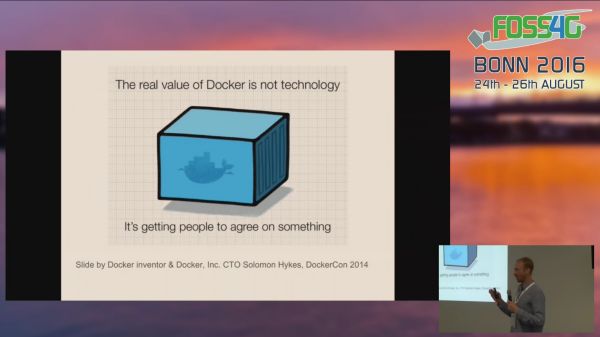 FOSS4G
BONN 2016
24th - 26th AUGUST
The real value of Docker is not technology
It's getting people to agree on something
Slide by Docker inventor & Docker, Inc. CTO Solomon Hykes, DockerCon 2014